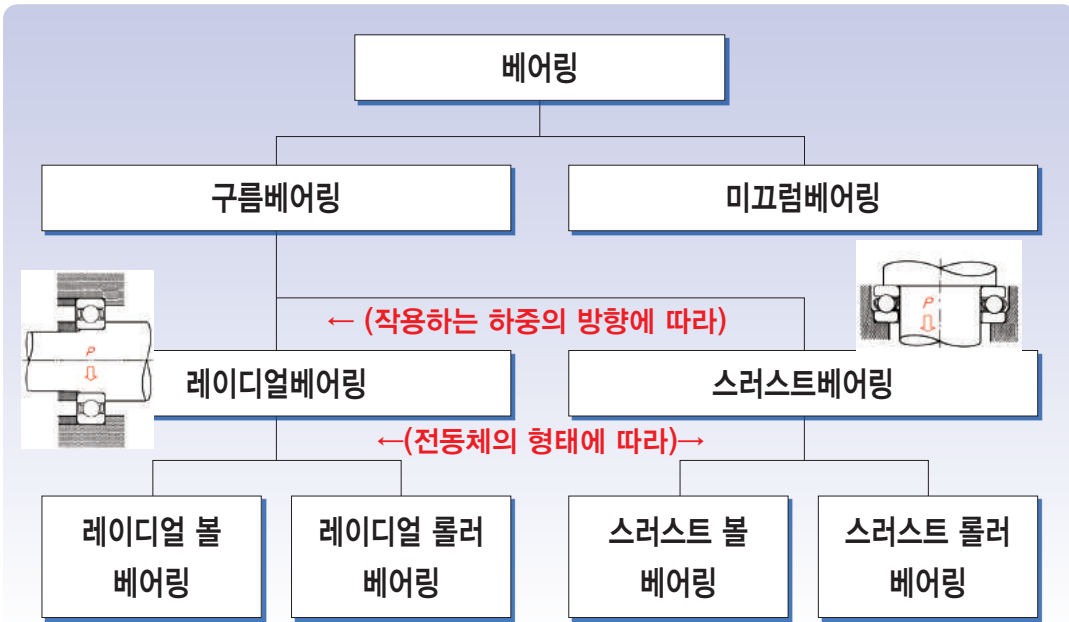 베어링
구름베어링
미끄럼베어링
P
← (작용하는 하중의 방향에 따라)
P
레이디얼베어링
스러스트베어링
←(전동체의 형태에 따라)→
레이디얼 볼
베어링
레이디얼 롤러
베어링
스러스트 볼
베어링
스러스트 롤러
베어링